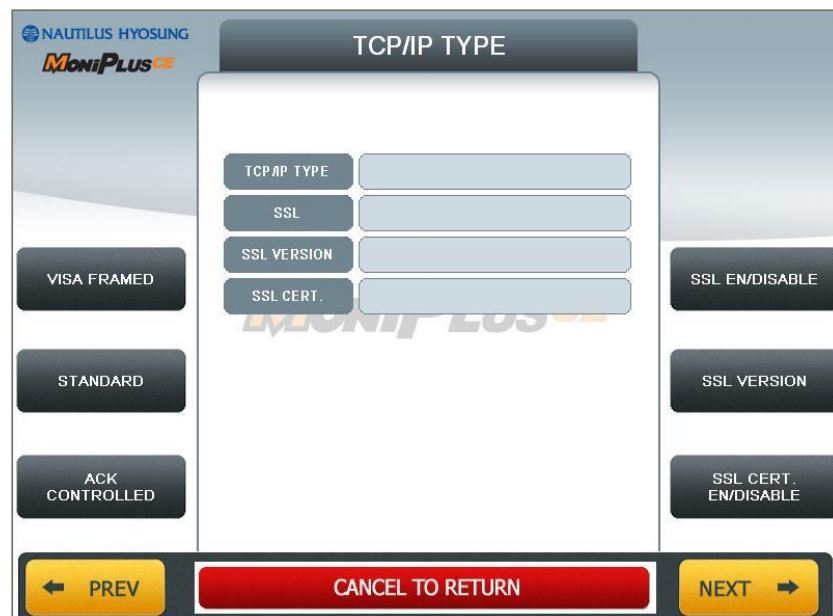 NAUTILUS HYOSUNG
MoniPlusCE
TCP/IP TYPE
TCP/IP TYPE
SSL
SSL VERSION
SSL CERT.
MoniPlusCE
VISA FRAMED
SSL EN/DISABLE
STANDARD
SSL VERSION
ACK
CONTROLLED
SSL CERT.
EN/DISABLE
PREV
CANCEL TO RETURN
NEXT